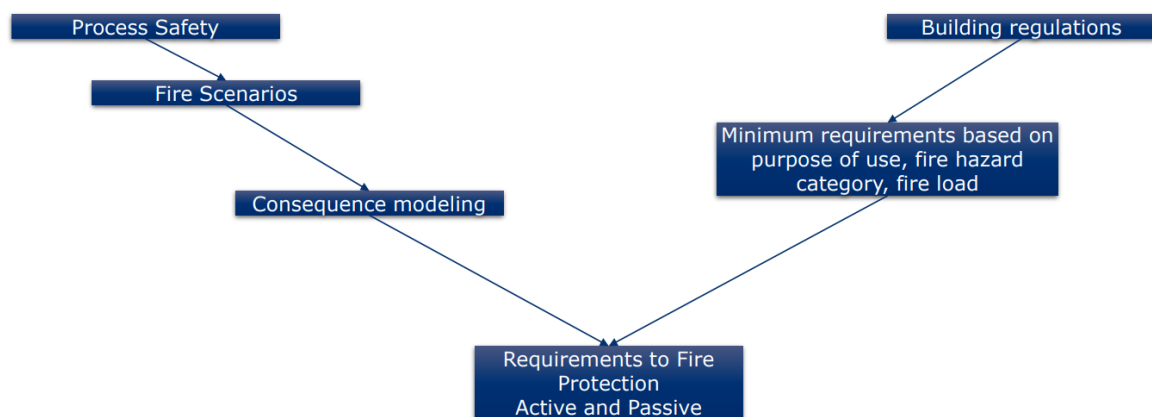 Process Safety
Building regulations
Fire Scenarios
Minimum requirements based on
purpose of use, fire hazard
category, fire load
Consequence modeling
Requirements to Fire
Protection
Active and Passive